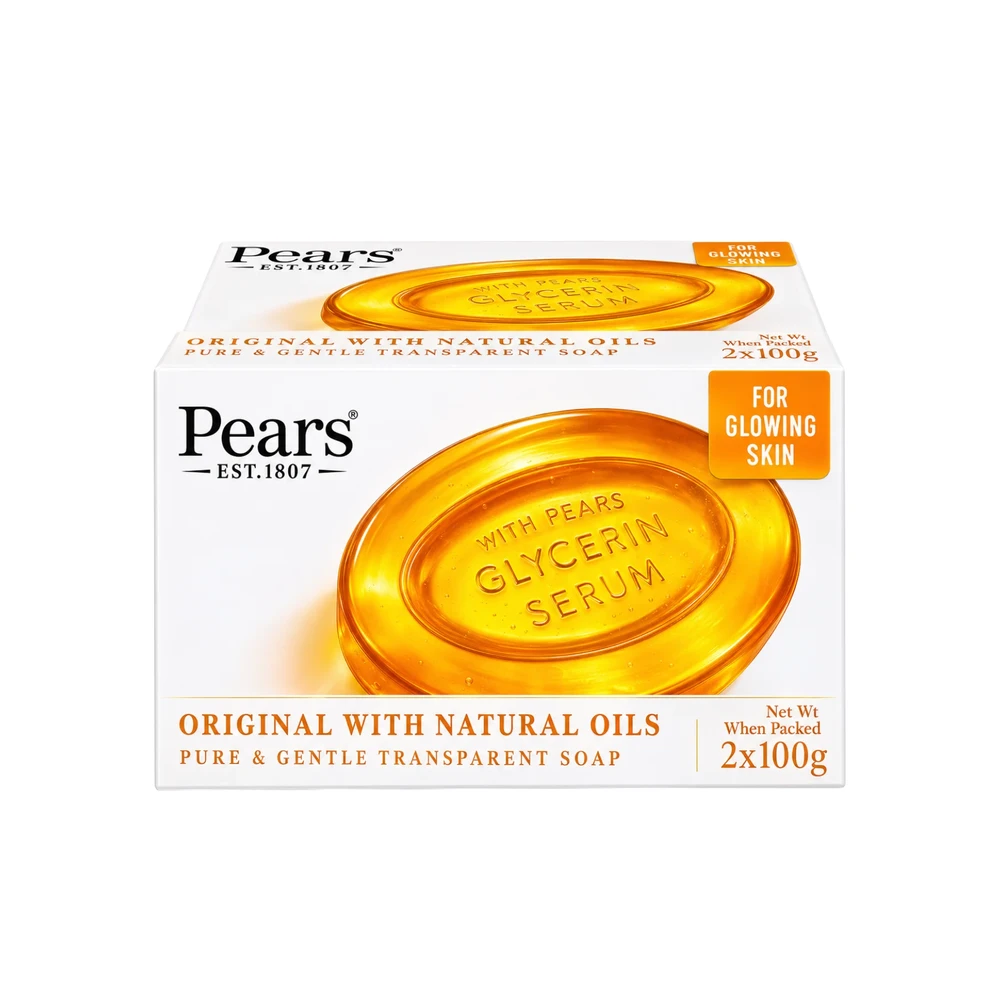 Pears®
EST.1807
FOR
GLOWING
SKIN
WITH PEARS
GLYCERIN
SERUM
ORIGINAL WITH NATURAL OILS
PURE & GENTLE TRANSPARENT SOAP
Net Wt
When Packed
2x100g
Pears®
EST.1807
FOR
GLOWING
SKIN
WITH PEARS
GLYCERIN
SERUM
ORIGINAL WITH NATURAL OILS
PURE & GENTLE TRANSPARENT SOAP
Net Wt
When Packed
2x100g